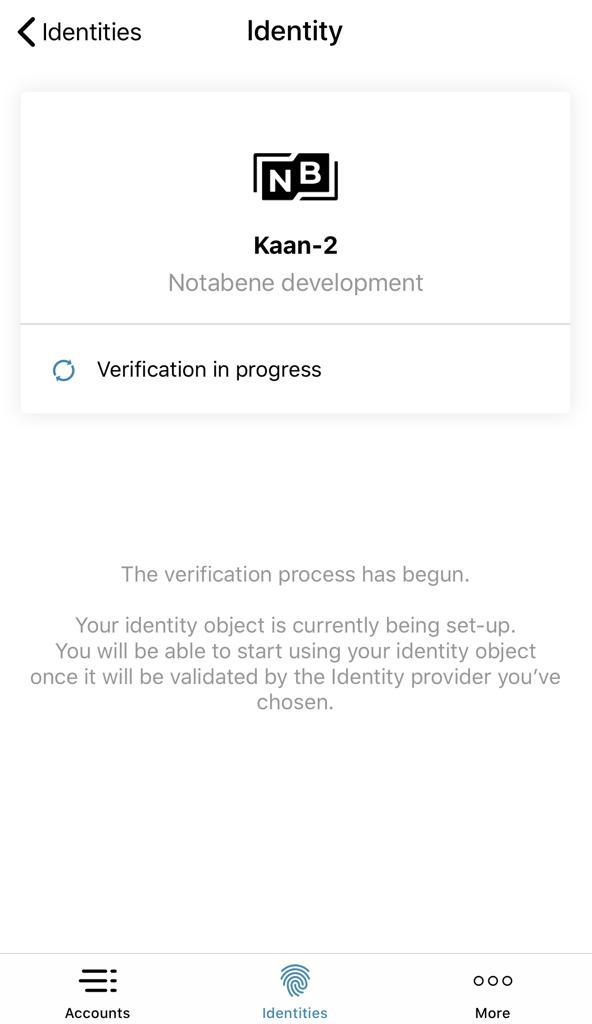 Identities
Identity
NB
Kaan-2
Notabene development
Verification in progress
The verification process has begun.
Your identity object is currently being set-up.
You will be able to start using your identity object
once it will be validated by the Identity provider you've
chosen.
Accounts
Identities
More